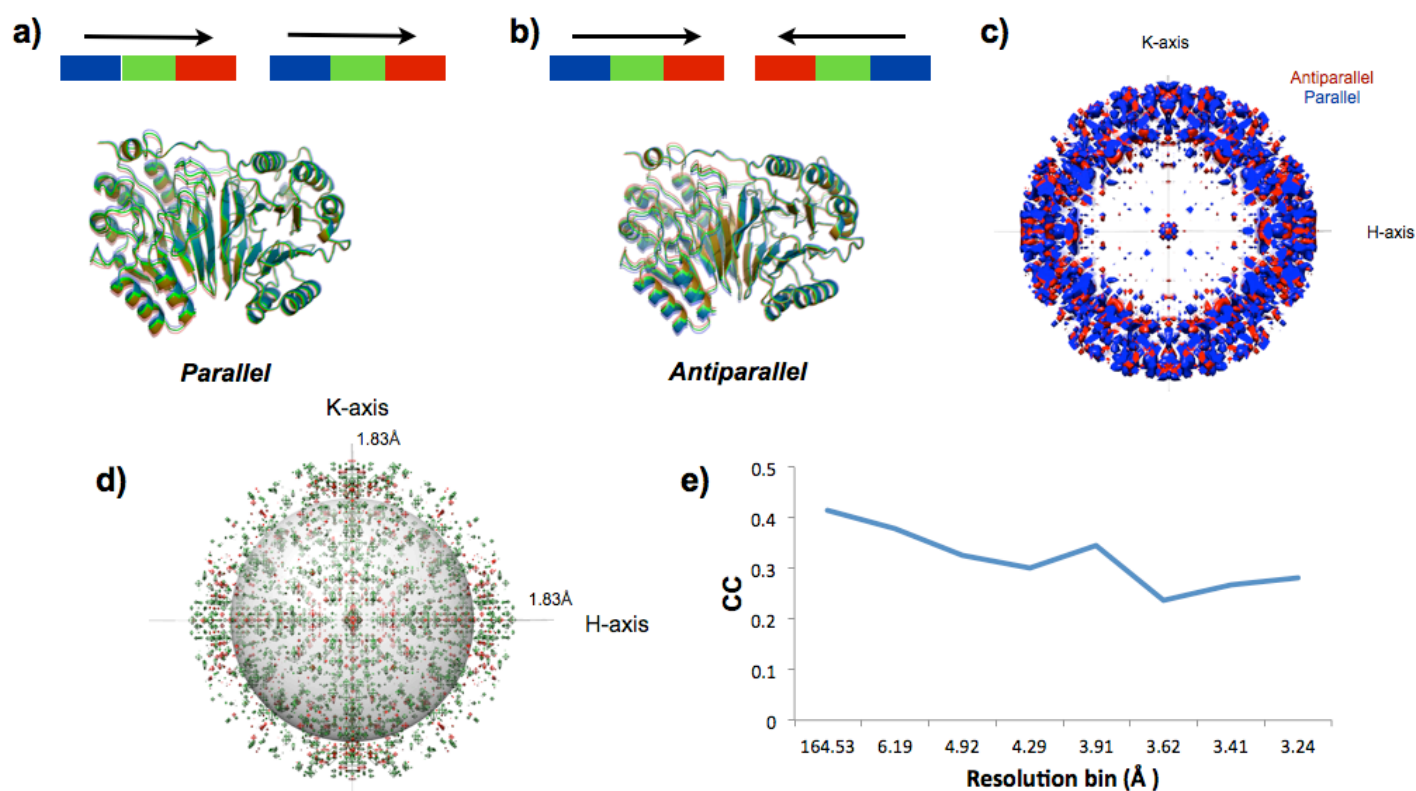 a)
b)
c)
K-axis
Antiparallel
Parallel
H-axis
Parallel
Antiparallel
K-axis
1.83Å
d)
1.83Å
H-axis
e)
CC
0.5
0.4
0.3
0.2
0.1
0
164.53 6.19 4.92 4.29 3.91 3.62 3.41 3.24
Resolution bin (Å )